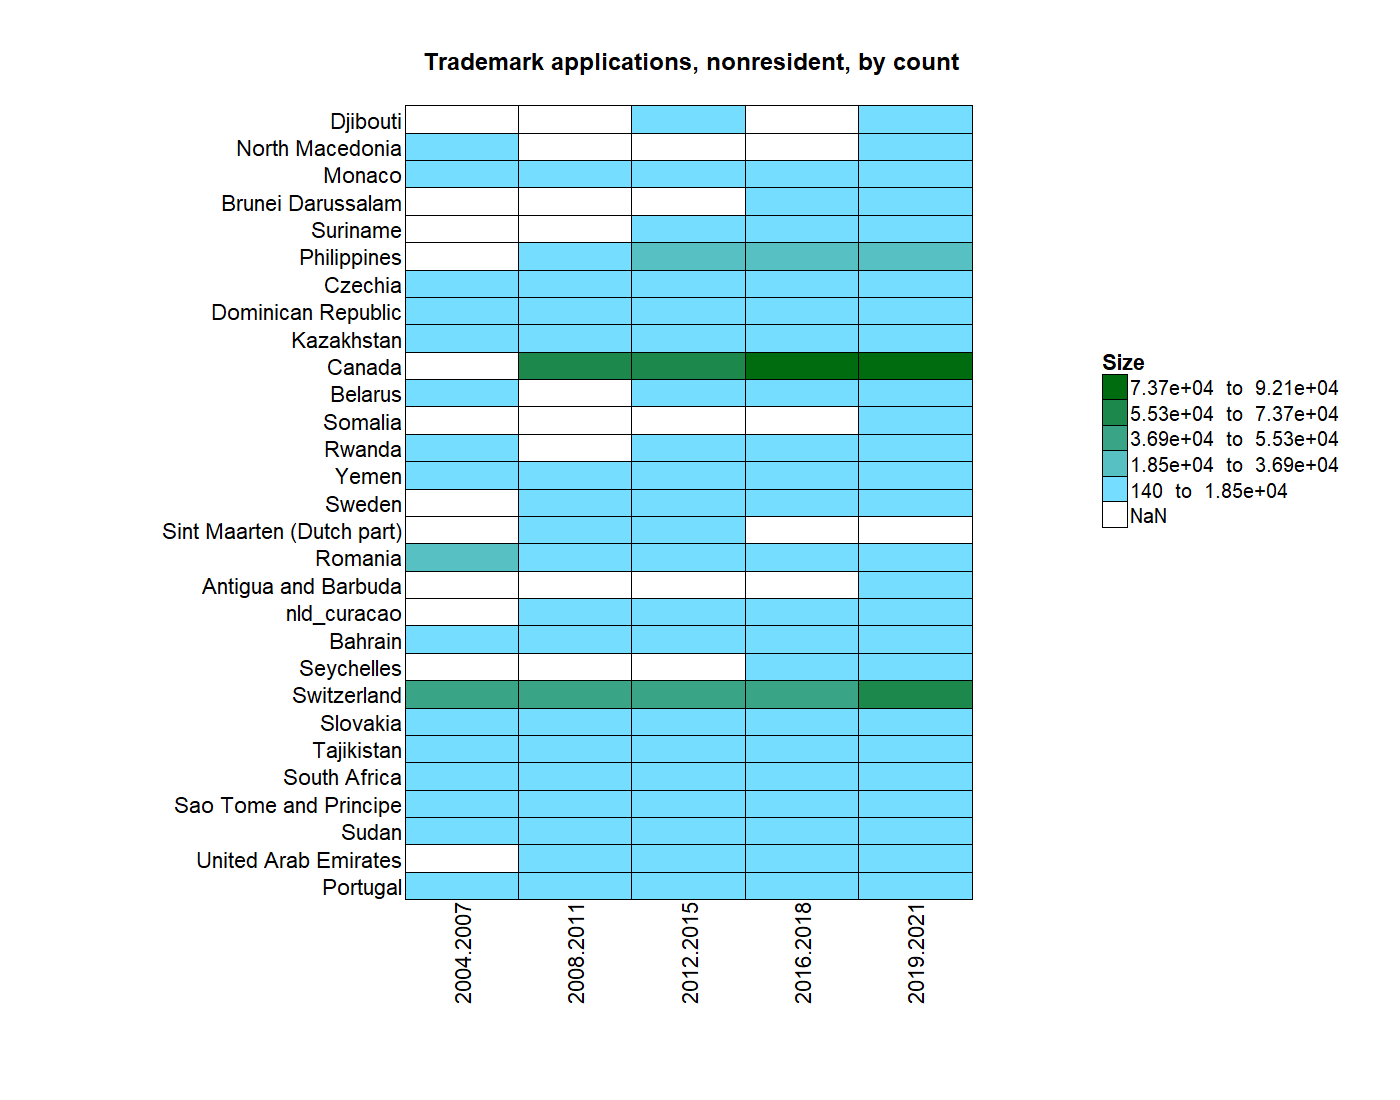 Trademark applications, nonresident, by count
Djibouti
North Macedonia
Monaco
Brunei Darussalam
Suriname
Philippines
Czechia
Dominican Republic
Kazakhstan
Canada
Belarus
Somalia
Rwanda
Yemen
Sweden
Sint Maarten (Dutch part)
Romania
Antigua and Barbuda
nld_curacao
Bahrain
Seychelles
Switzerland
Slovakia
Tajikistan
South Africa
Sao Tome and Principe
Sudan
United Arab Emirates
Portugal
2004.2007
2008.2011
2012.2015
2016.2018
2019.2021
Size
7.37e+04 to 9.21e+04
5.53e+04 to 7.37e+04
3.69e+04 to 5.53e+04
1.85e+04 to 3.69e+04
140 to 1.85e+04
NaN